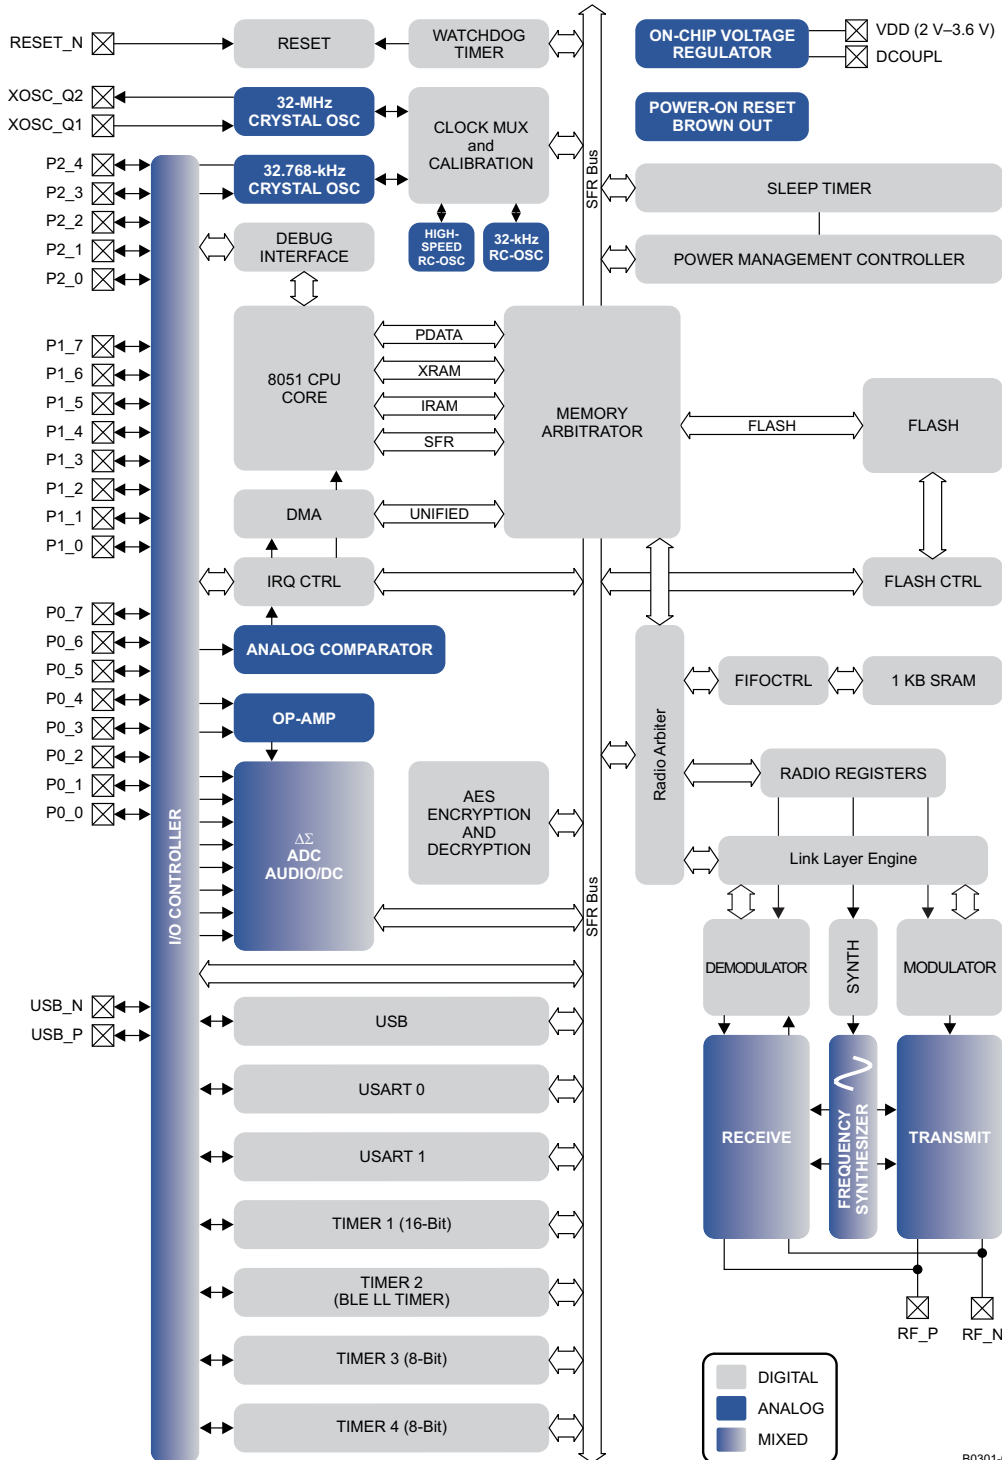 RESET_N
XOSC_Q2
XOSC_Q1
P2_4
P2_3
P2_2
P2_1
P2_0
P1_7
P1_6
P1_5
P1_4
P1_3
P1_2
P1_1
P1_0
P0_7
P0_6
P0_5
P0_4
P0_3
P0_2
P0_1
P0_0
USB_N
USB_P
I/O CONTROLLER
RESET
WATCHDOG
TIMER
32-MHz
CRYSTAL OSC
32.768-kHz
CRYSTAL OSC
CLOCK MUX
and
CALIBRATION
HIGH-
SPEED
RC-OSC
32-kHz
RC-OSC
DEBUG
INTERFACE
8051 CPU
CORE
PDATA
XRAM
IRAM
SFR
DMA
UNIFIED
IRQ CTRL
ANALOG COMPARATOR
OP-AMP
ΔΣ
ADC
AUDIO/DC
AES
ENCRYPTION
AND
DECRYPTION
USB
USART 0
USART 1
TIMER 1 (16-Bit)
TIMER 2
(BLE LL TIMER)
TIMER 3 (8-Bit)
TIMER 4 (8-Bit)
SFR Bus
SFR Bus
ON-CHIP VOLTAGE
REGULATOR
VDD (2 V–3.6 V)
DCOUPL
POWER-ON RESET
BROWN OUT
SLEEP TIMER
POWER MANAGEMENT CONTROLLER
MEMORY
ARBITRATOR
FLASH
FLASH
FLASH CTRL
Radio Arbiter
FIFOCTRL
1 KB SRAM
RADIO REGISTERS
Link Layer Engine
DEMODULATOR
SYNTH
MODULATOR
RECEIVE
FREQUENCY
SYNTHESIZER
TRANSMIT
RF_P
RF_N
DIGITAL
ANALOG
MIXED